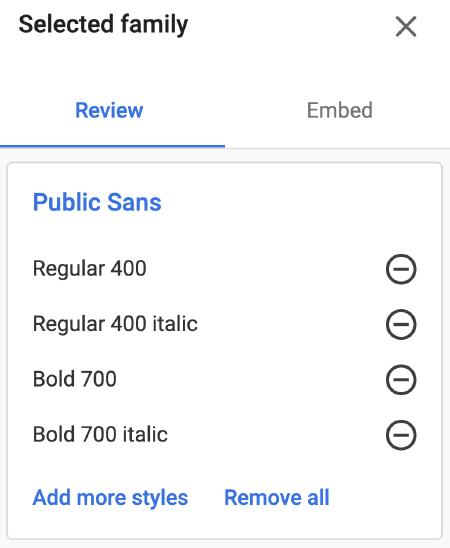 Selected family
Review Embed
Public Sans
Regular 400
Regular 400 italic
Bold 700
Bold 700 italic
Add more styles Remove all